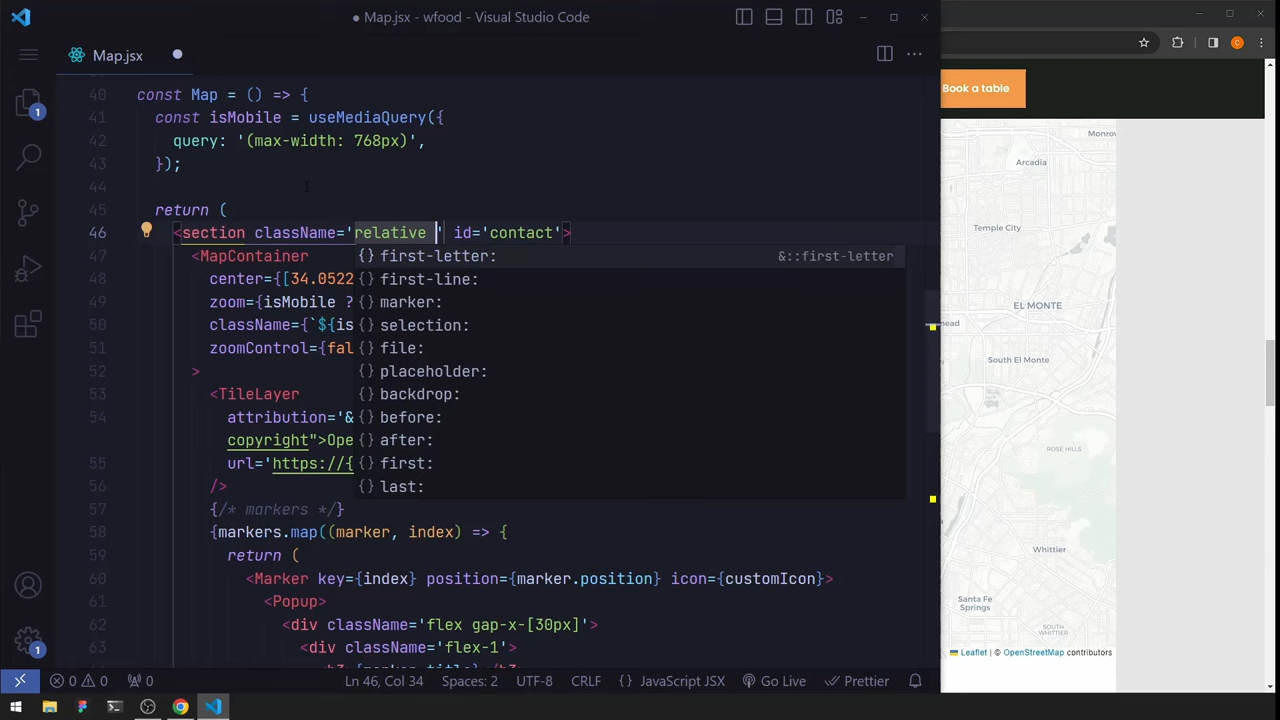 Map.jsx - wfood - Visual Studio Code
Map.jsx
1
40 const Map = () => {
41 const isMobile = useMediaQuery({
42 query: '(max-width: 768px)',
43 });
44
45 return (
46 <section className='relative ' id='contact'>
47 <MapContainer
48 center={[34.0522
49 zoom={isMobile ?
50 className={`${is
51 zoomControl={fal
52 >
53 <TileLayer
54 attribution='&
copyright">Ope
55 url='https://{
56 />
57 {/* markers */}
58 {markers.map((marker, index) => {
59 return (
60 <Marker key={index} position={marker.position} icon={customIcon}>
61 <Popup>
62 <div className='flex gap-x-[30px]'>
63 <div className='flex-1'>
{} first-letter: &::first-letter
{} first-line:
{} marker:
{} selection:
{} file:
{} placeholder:
{} backdrop:
{} before:
{} after:
{} first:
{} last:
1
0 0 0 Ln 46, Col 34 Spaces: 2 UTF-8 CRLF {} JavaScript JSX Go Live Prettier
C
Book a table
Monrov
Arcadia
Temple City
EL MONTE
ead
South El Monte
ROSE HILLS
Whittier
Santa Fe
Springs
SOUTH
WHITTIER
Leaflet | © OpenStreetMap contributors